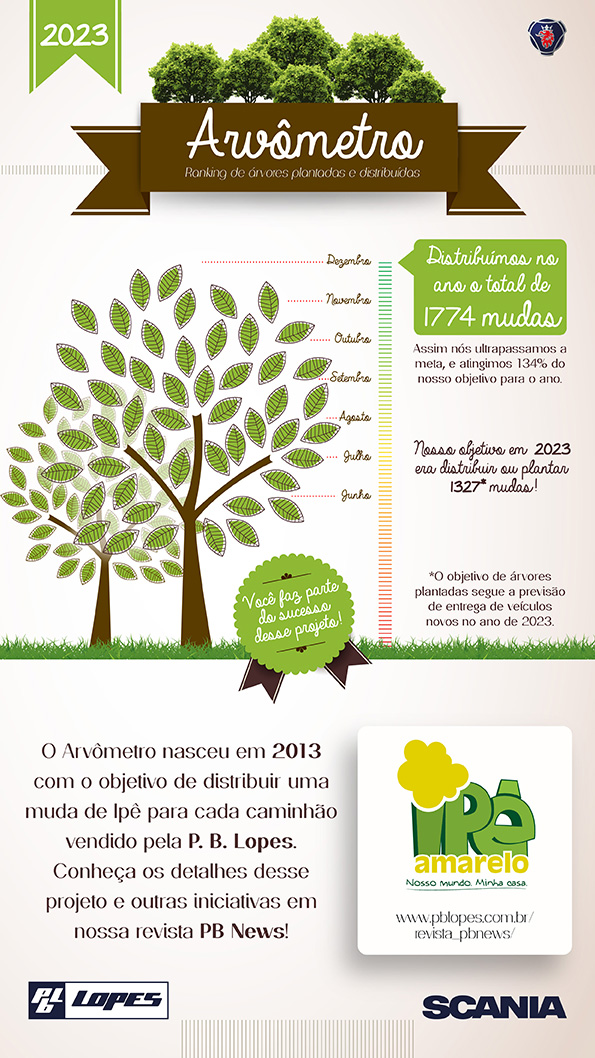 2023
Arvômetro
Ranking de árvores plantadas e distribuídas
Dezembro
Novembro
Outubro
Setembro
Agosto
Julho
Junho
Distribuímos no
ano o total de
1774 mudas
Assim nós ultrapassamos a
meta, e atingimos 134% do
nosso objetivo para o ano.
Nosso objetivo em 2023
era distribuir ou plantar
1327* mudas!
*O objetivo de árvores
plantadas segue a previsão
de entrega de veículos
novos no ano de 2023.
Você faz parte
do sucesso
desse projeto!
O Arvômetro nasceu em 2013
com o objetivo de distribuir uma
muda de Ipê para cada caminhão
vendido pela P. B. Lopes.
Conheça os detalhes desse
projeto e outras iniciativas em
nossa revista PB News!
IPê
amarelo
Nosso mundo. Minha casa.
www.pblopes.com.br/
revista_pbnews/
PLB LOPES
SCANIA